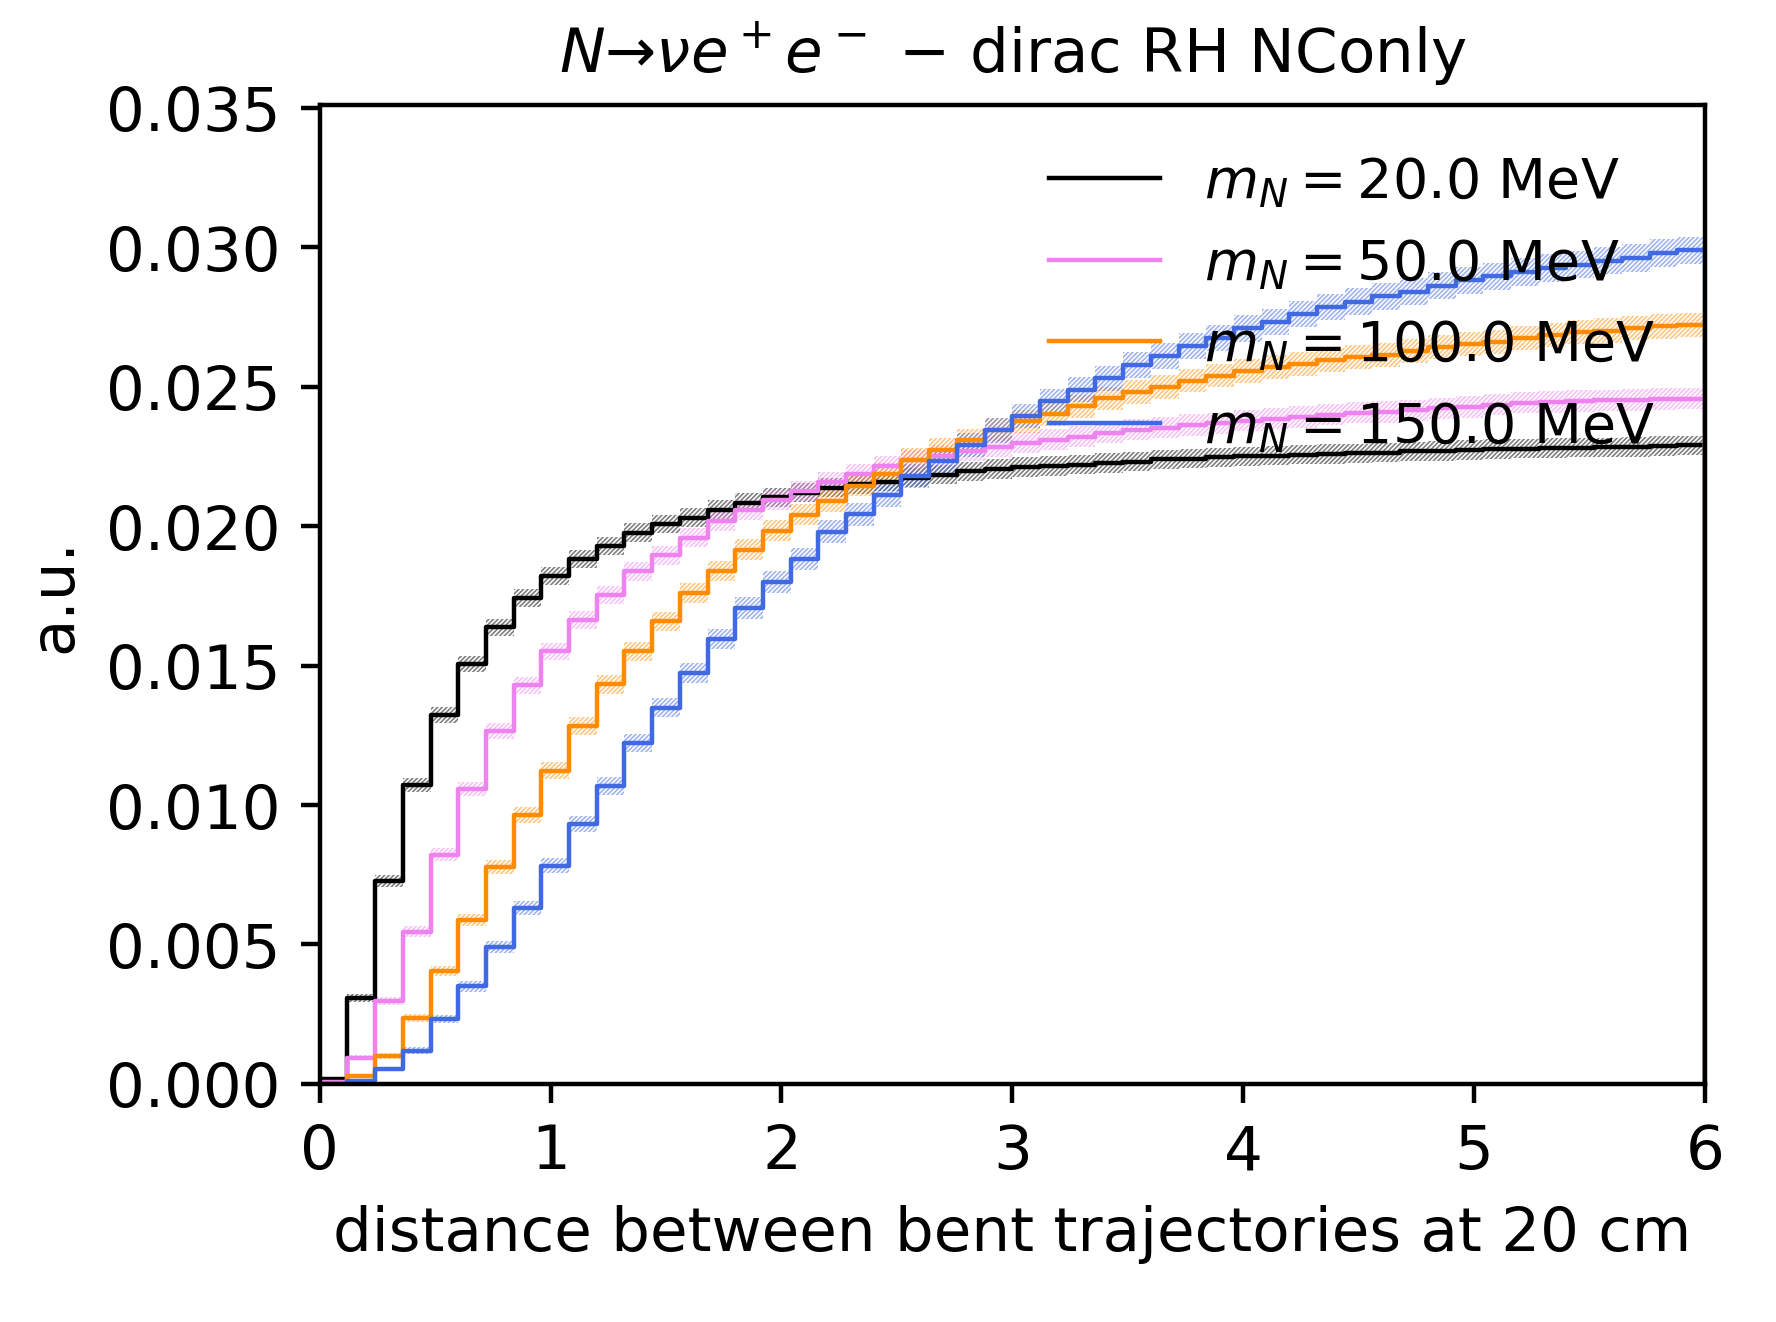 N→νe⁺e⁻ − dirac RH NConly
0.035
0.030
0.025
0.020
0.015
0.010
0.005
0.000
a.u.
m_N = 20.0 MeV
m_N = 50.0 MeV
m_N = 100.0 MeV
m_N = 150.0 MeV
0 1 2 3 4 5 6
distance between bent trajectories at 20 cm